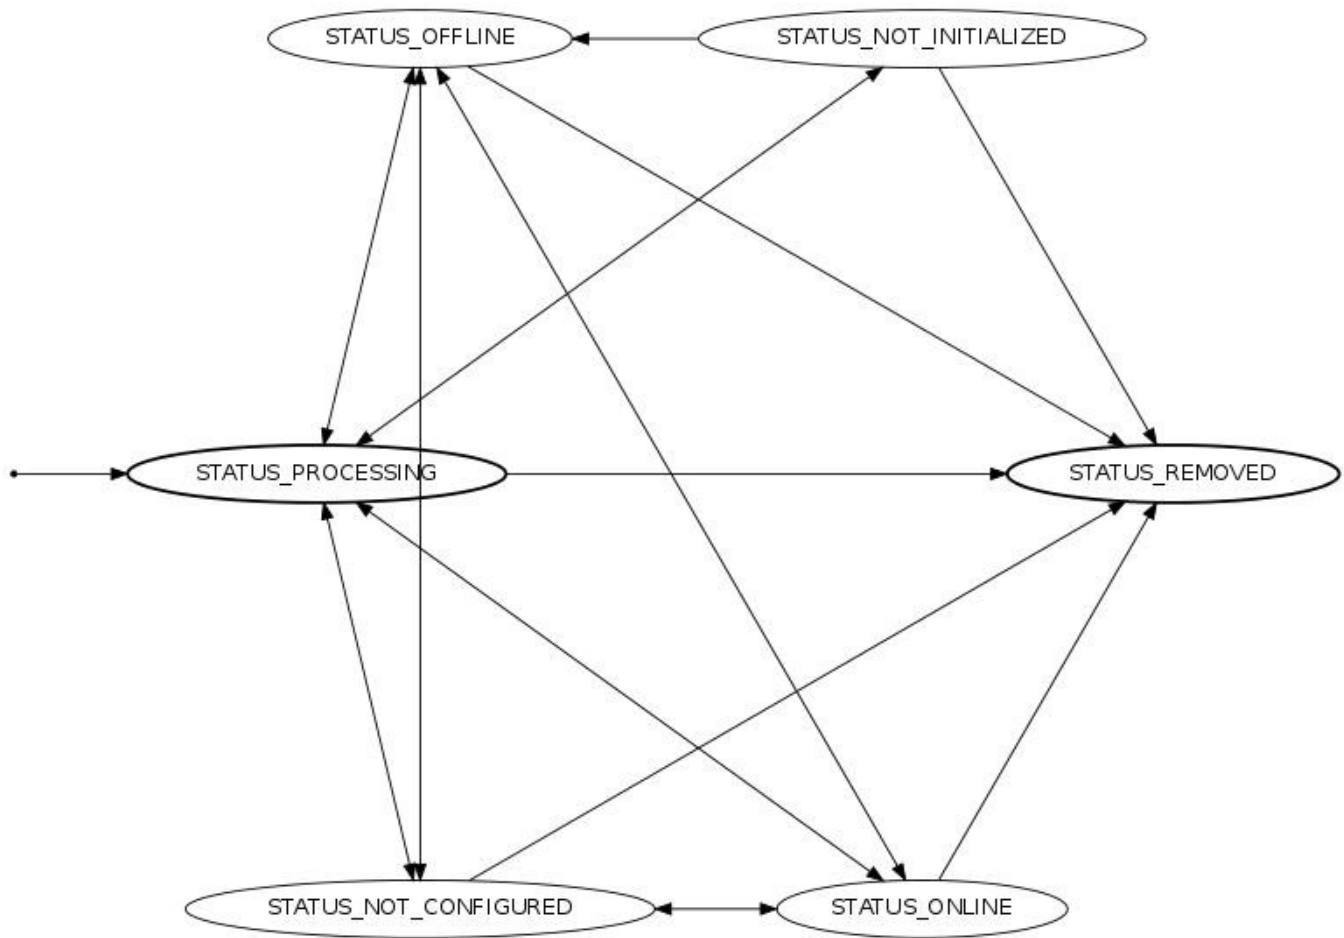 STATUS_OFFLINE
STATUS_NOT_INITIALIZED
STATUS_PROCESSING
STATUS_REMOVED
STATUS_NOT_CONFIGURED
STATUS_ONLINE